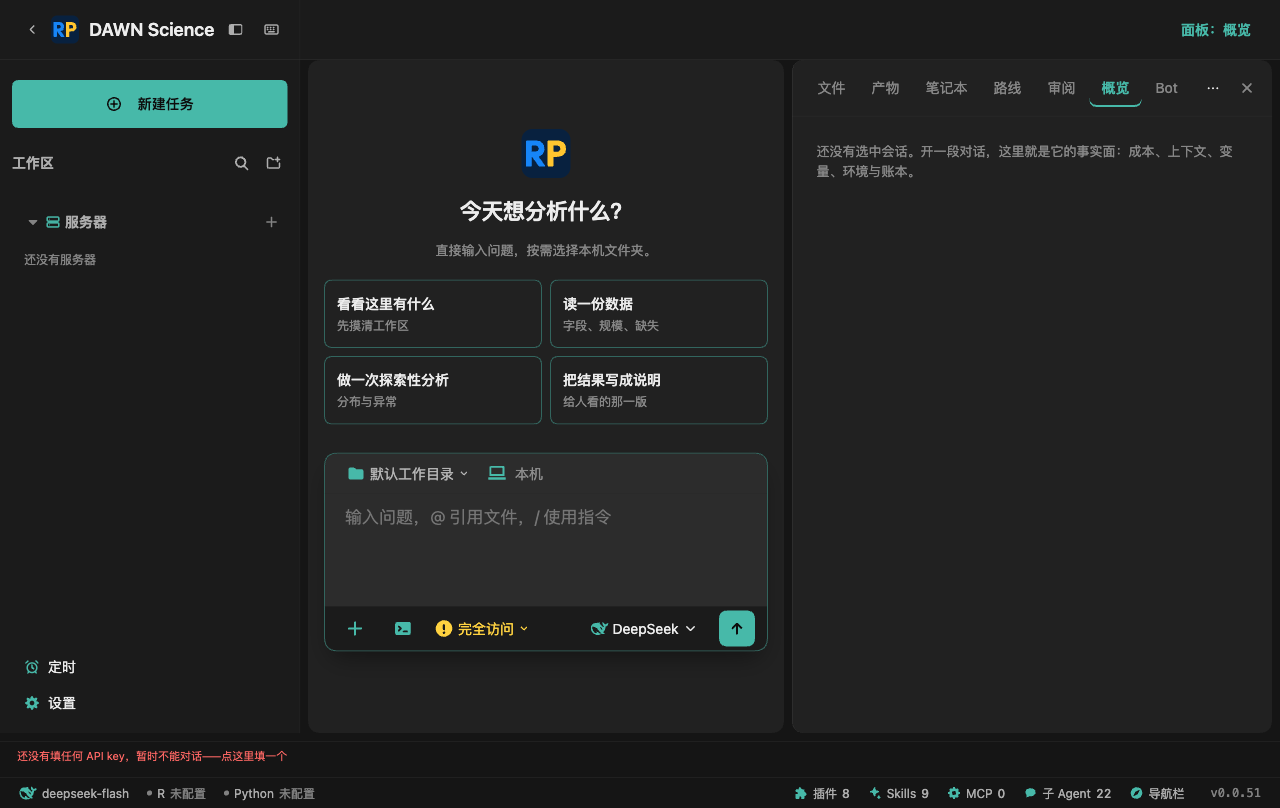 RP DAWN Science
面板：概览
新建任务
工作区
服务器
还没有服务器
定时
设置
RP
今天想分析什么？
直接输入问题，按需选择本机文件夹。
看看这里有什么
先摸清工作区
读一份数据
字段、规模、缺失
做一次探索性分析
分布与异常
把结果写成说明
给人看的那一版
默认工作目录 本机
输入问题，@ 引用文件，/ 使用指令
完全访问 DeepSeek
文件 产物 笔记本 路线 审阅 概览 Bot ···
还没有选中会话。开一段对话，这里就是它的事实面：成本、上下文、变
量、环境与账本。
还没有填任何 API key，暂时不能对话——点这里填一个
deepseek-flash R 未配置 Python 未配置
插件 8 Skills 9 MCP 0 子 Agent 22 导航栏 v0.0.51